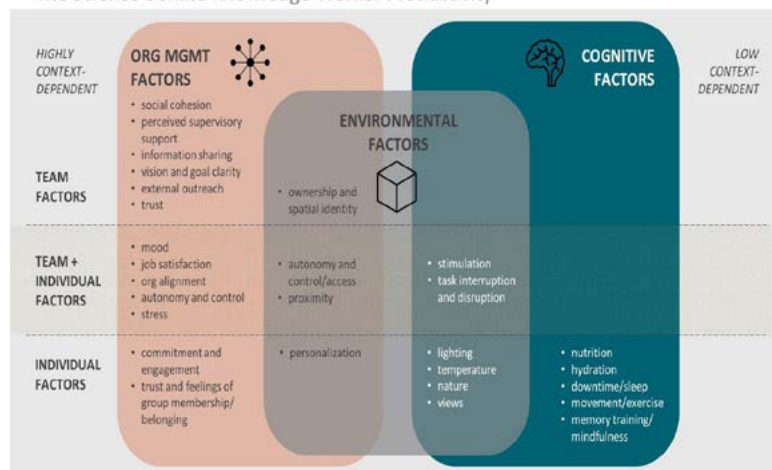 HIGHLY
CONTEXT-
DEPENDENT
ORG MGMT
FACTORS
COGNITIVE
FACTORS
LOW
CONTEXT-
DEPENDENT
ENVIRONMENTAL
FACTORS
TEAM
FACTORS
• social cohesion
• perceived supervisory
support
• information sharing
• vision and goal clarity
• external outreach
• trust
• ownership and
spatial identity
TEAM +
INDIVIDUAL
FACTORS
• mood
• job satisfaction
• org alignment
• autonomy and control
• stress
• autonomy and
control/access
• proximity
• stimulation
• task interruption
and disruption
INDIVIDUAL
FACTORS
• commitment and
engagement
• trust and feelings of
group membership/
belonging
• personalization
• lighting
• temperature
• nature
• views
• nutrition
• hydration
• downtime/sleep
• movement/exercise
• memory training/
mindfulness